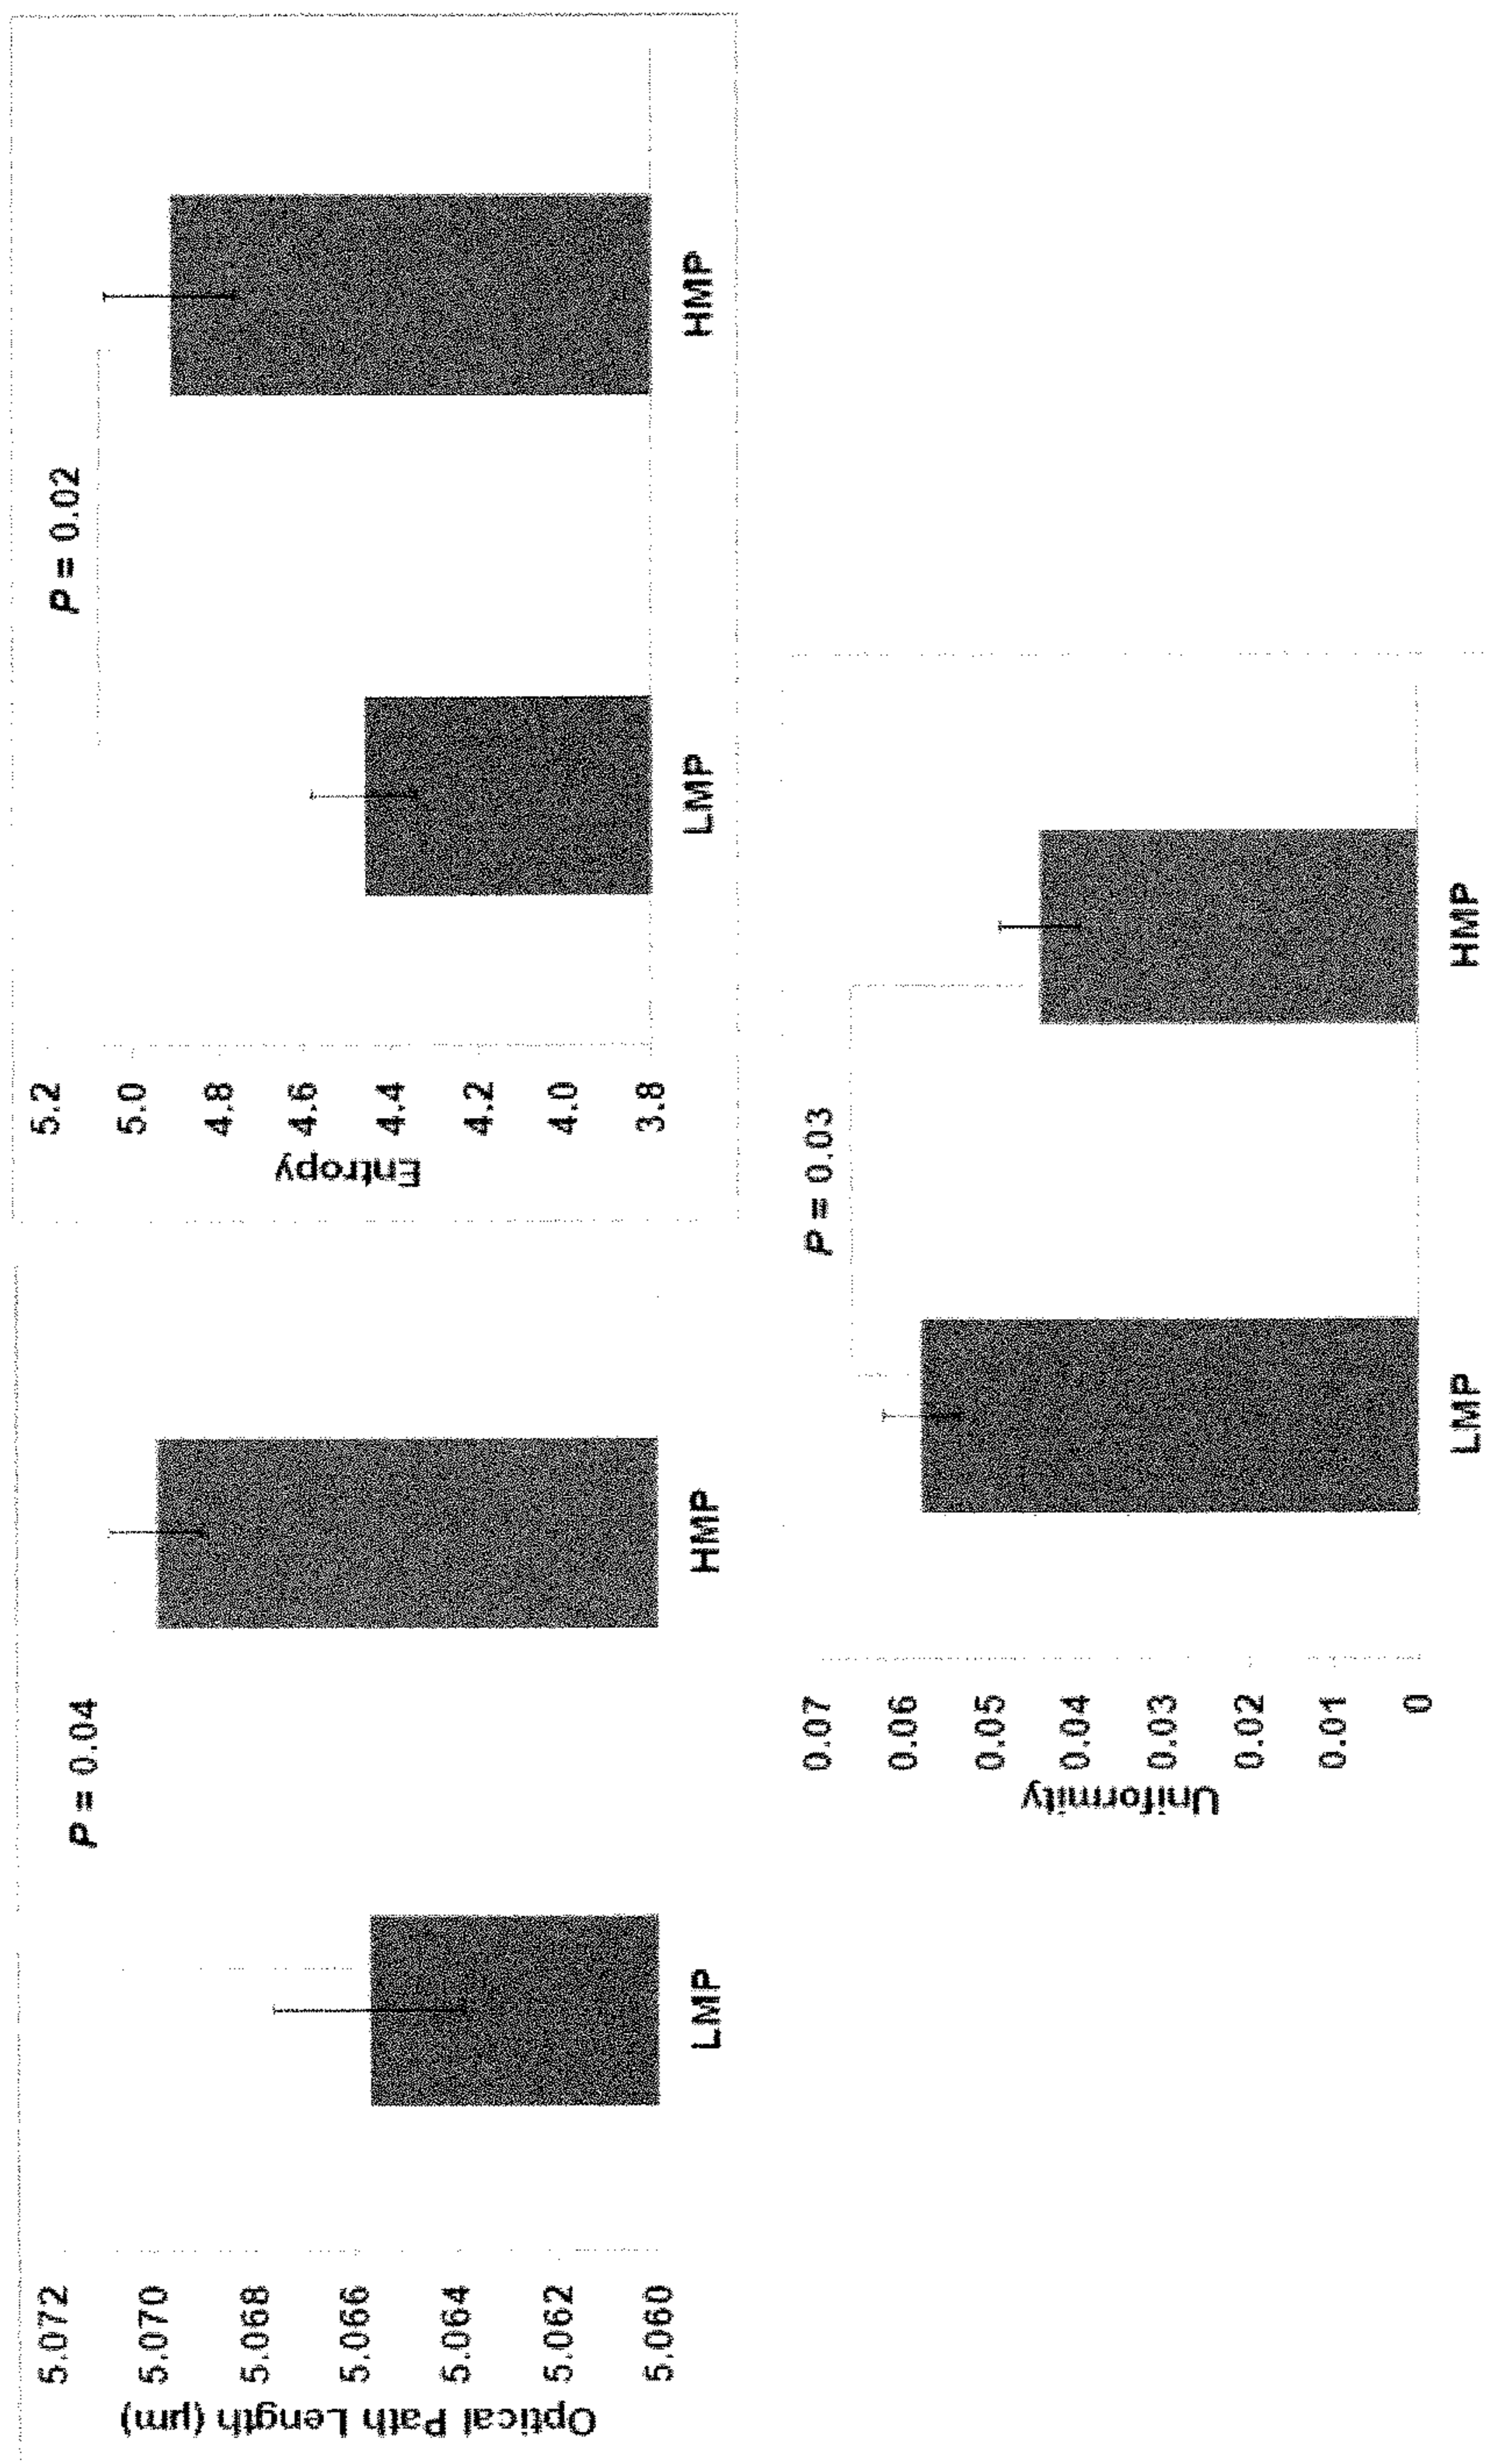 Optical Path Length (µm)
5.072
5.070
5.068
5.066
5.064
5.062
5.060
P = 0.04
LMP
HMP
Entropy
5.2
5.0
4.8
4.6
4.4
4.2
4.0
3.8
P = 0.02
LMP
HMP
Uniformity
0.07
0.06
0.05
0.04
0.03
0.02
0.01
0
P = 0.03
LMP
HMP